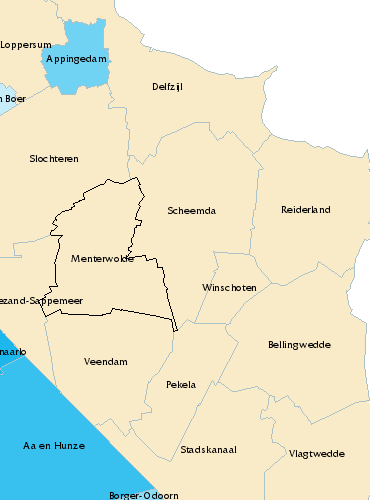 Loppersum
Appingedam
Delfzijl
n Boer
Slochteren
Scheemda
Reiderland
Menterwolde
Winschoten
ezand-Sappemeer
Bellingwedde
naarlo
Veendam
Pekela
Aa en Hunze
Stadskanaal
Vlagtwedde
Borger-Odoorn